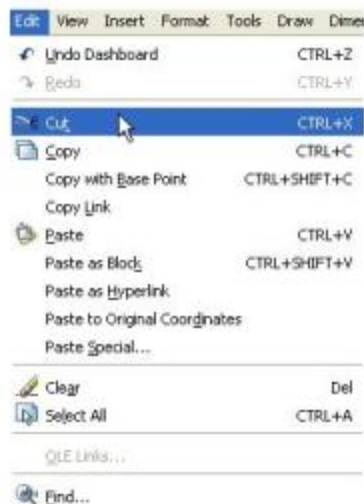 Edit View Insert Format Tools Draw Dime
Undo Dashboard CTRL+Z
Redo CTRL+Y
Cut CTRL+X
Copy CTRL+C
Copy with Base Point CTRL+SHIFT+C
Copy Link
Paste CTRL+V
Paste as Block CTRL+SHIFT+V
Paste as Hyperlink
Paste to Original Coordinates
Paste Special...
Clear Del
Select All CTRL+A
OLE Links...
Find...